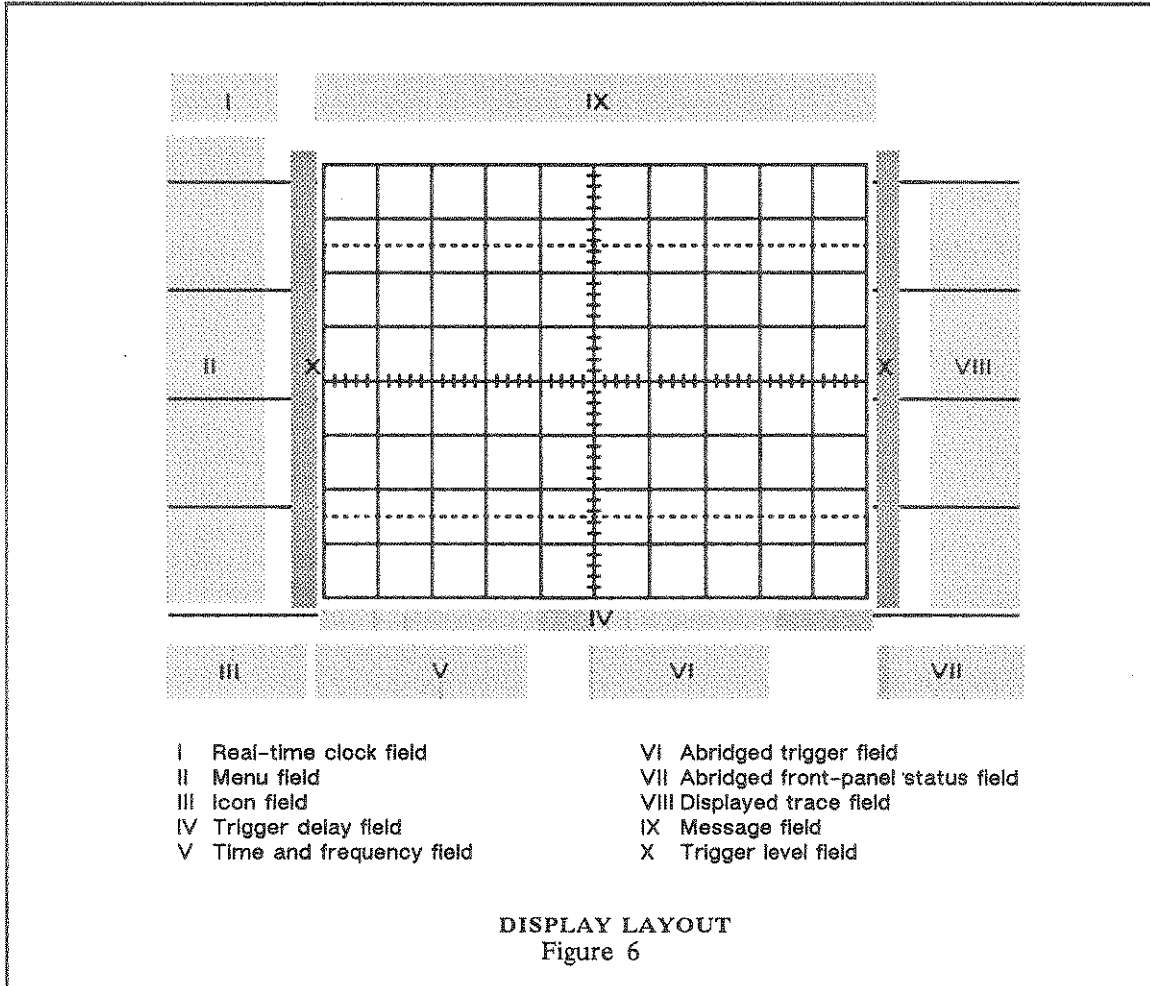 I
IX
II
X
X
VIII
IV
III
V
VI
VII
I Real-time clock field
II Menu field
III Icon field
IV Trigger delay field
V Time and frequency field
VI Abridged trigger field
VII Abridged front-panel status field
VIII Displayed trace field
IX Message field
X Trigger level field
DISPLAY LAYOUT
Figure 6